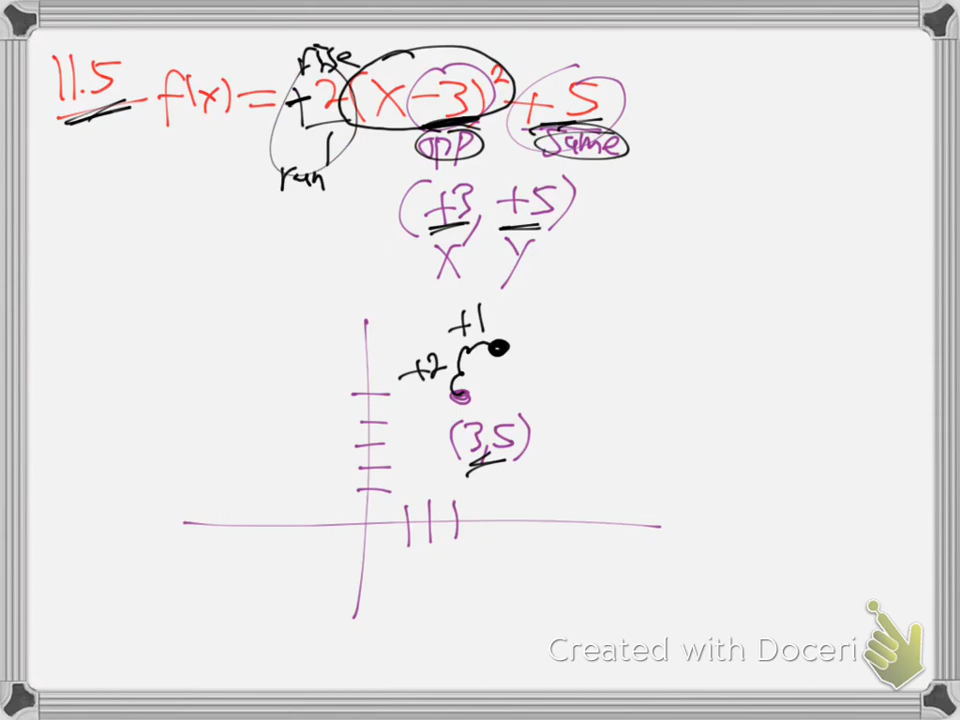 rise
11.5 f(x) = +2(x-3)² +5
1
run
opp same
(+3, +5)
X Y
+1
+2
(3,5)
Created with Doceri